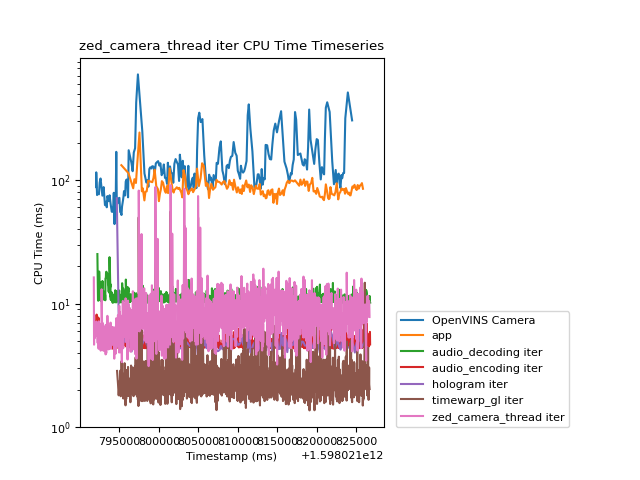 zed_camera_thread iter CPU Time Timeseries
CPU Time (ms)
10²
10¹
10⁰
795000 800000 805000 810000 815000 820000 825000
Timestamp (ms)
+1.598021e12
OpenVINS Camera
app
audio_decoding iter
audio_encoding iter
hologram iter
timewarp_gl iter
zed_camera_thread iter